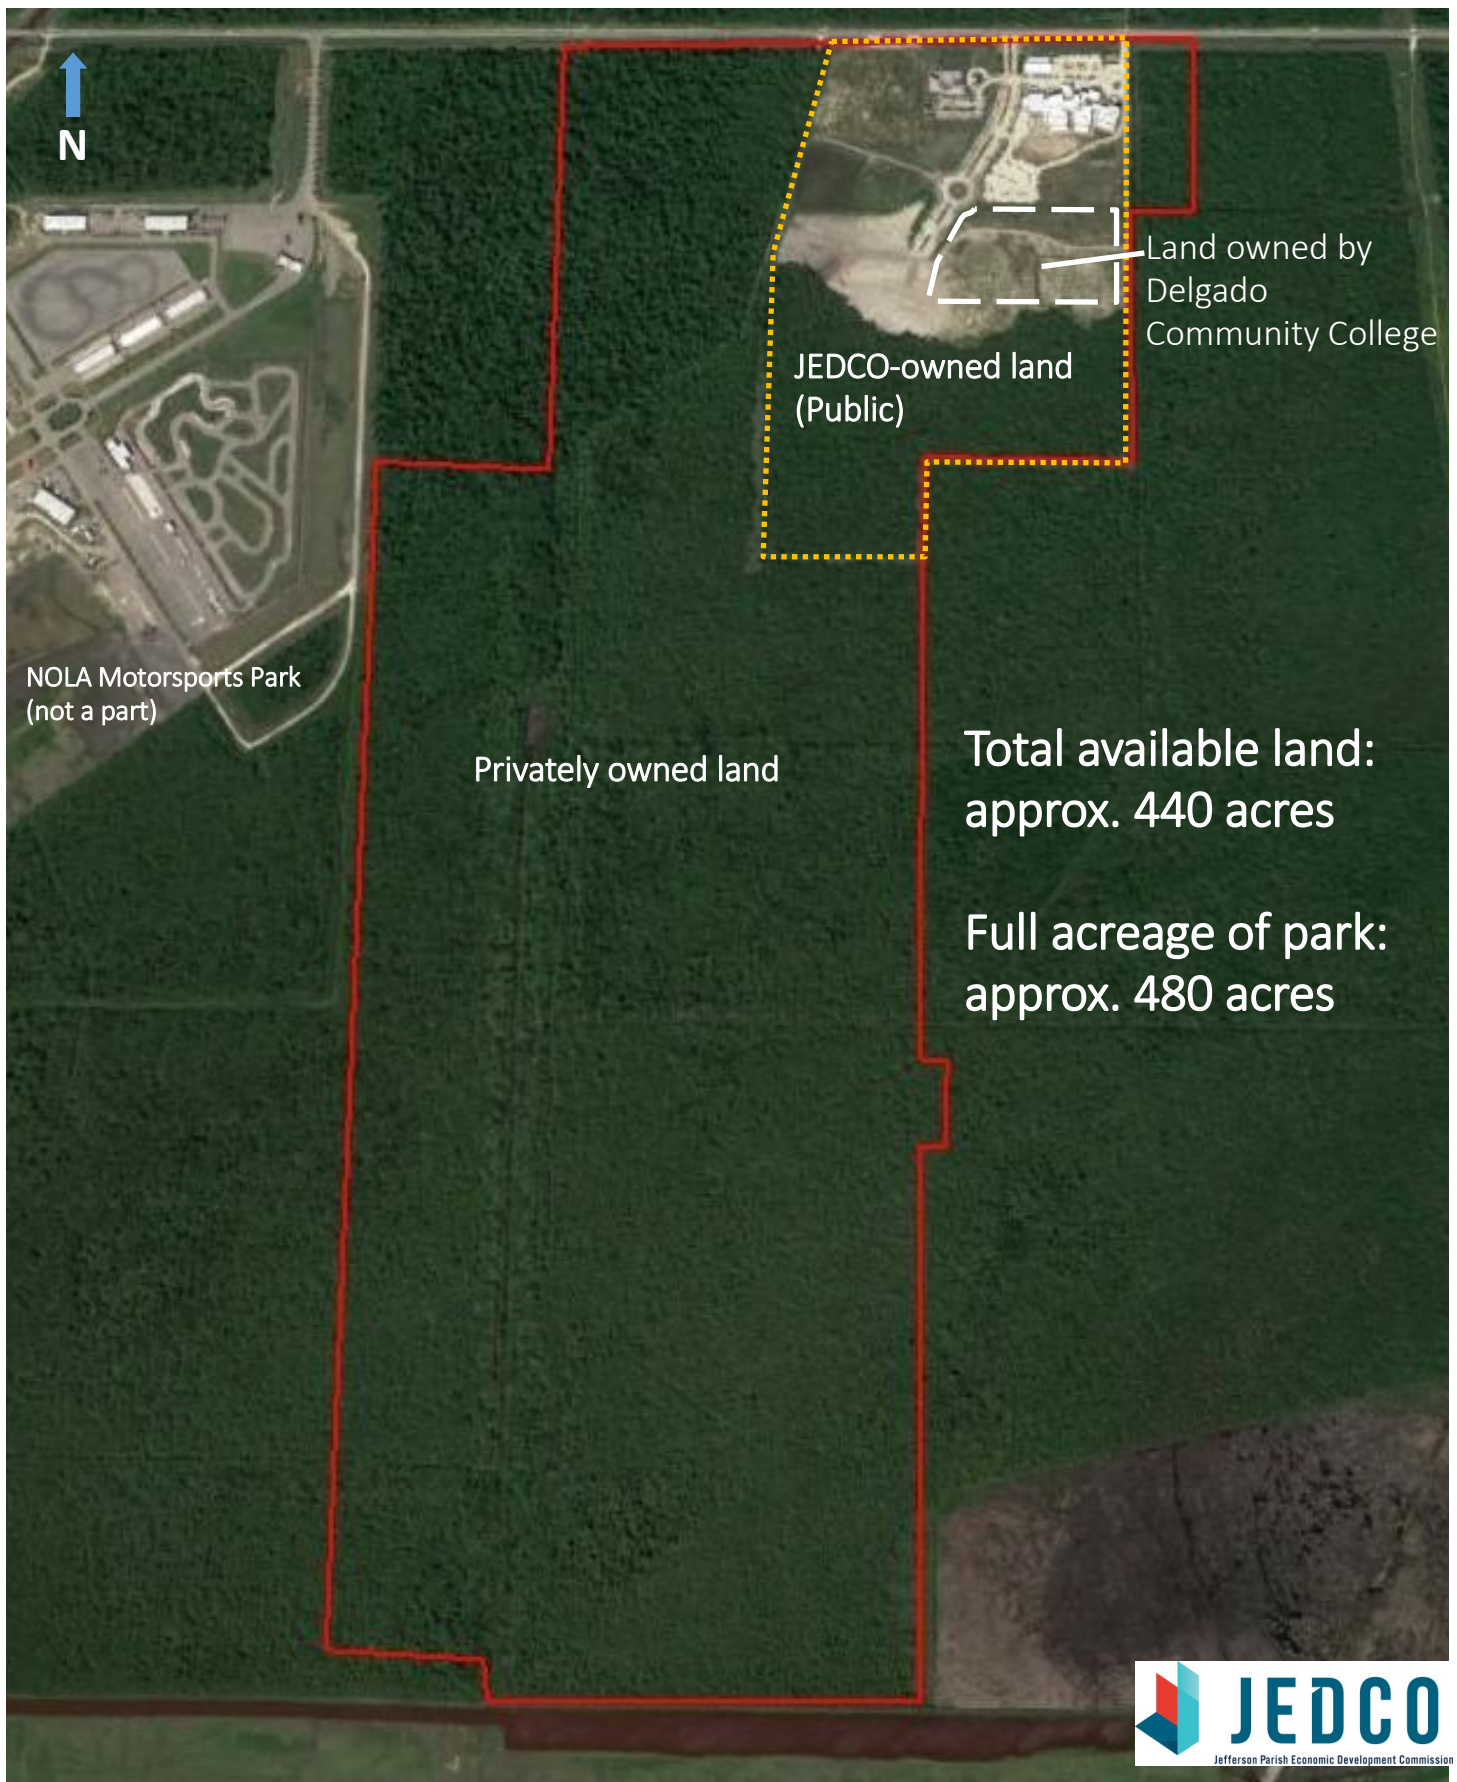 N
Land owned by
Delgado
Community College
JEDCO-owned land
(Public)
NOLA Motorsports Park
(not a part)
Privately owned land
Total available land:
approx. 440 acres
Full acreage of park:
approx. 480 acres
JEDCO
Jefferson Parish Economic Development Commission